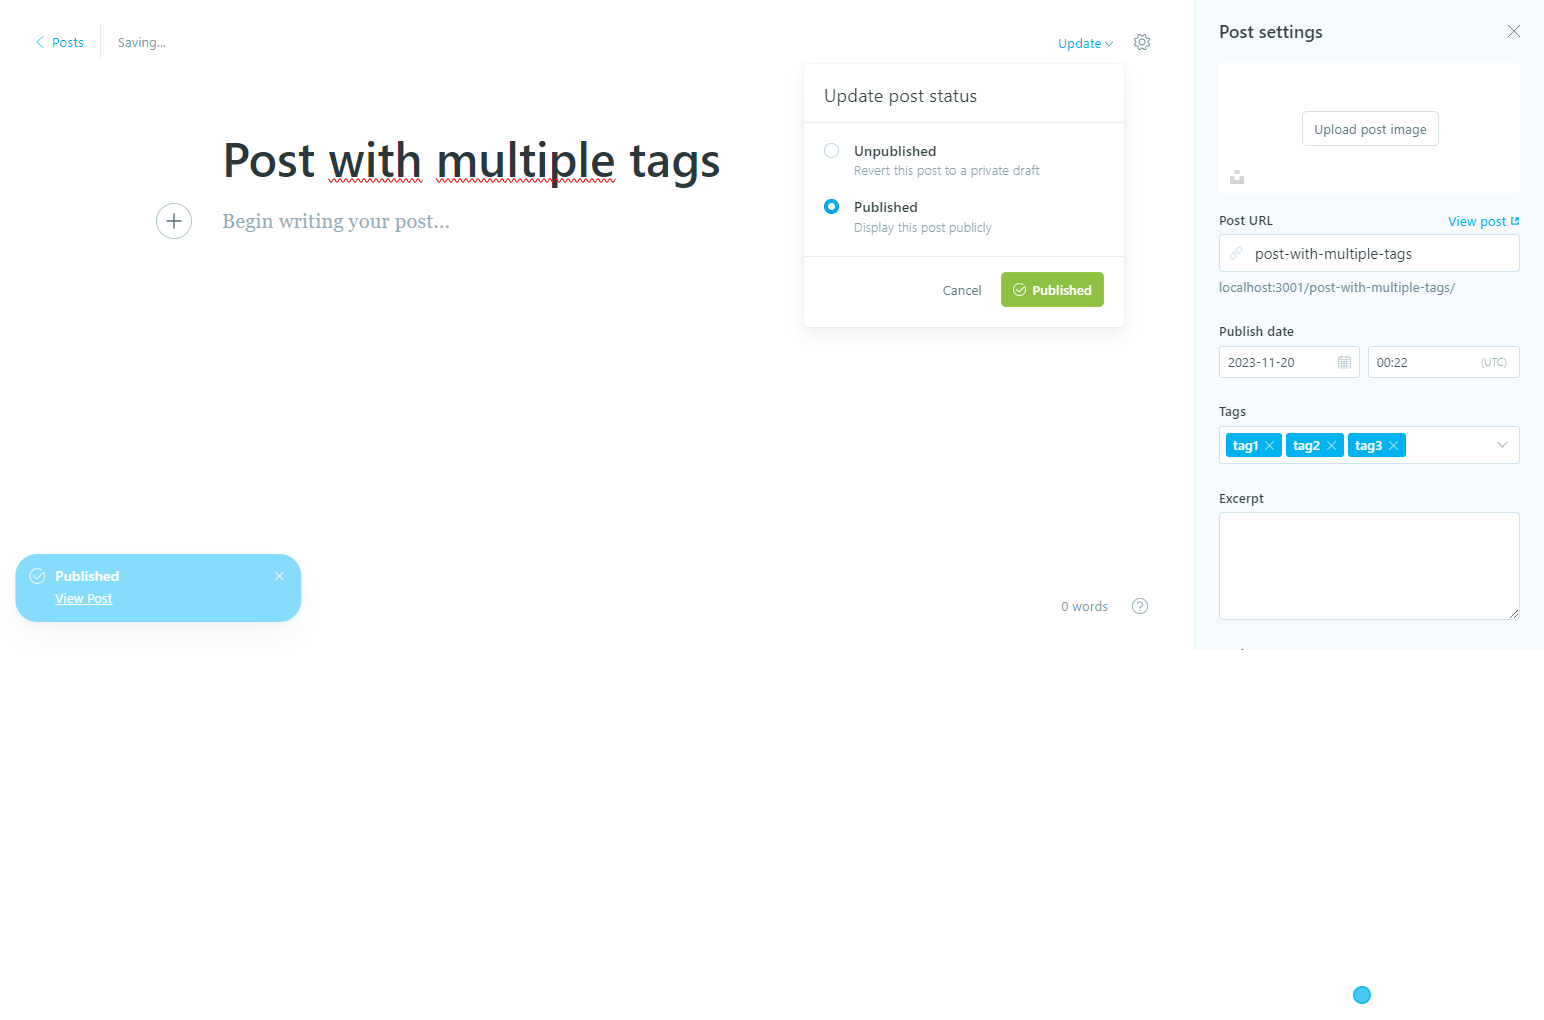 Posts
Saving...
Update
Update post status
Unpublished
Revert this post to a private draft
Published
Display this post publicly
Cancel
Published
Post with multiple tags
Begin writing your post...
Published
View Post
0 words
?
Post settings
Upload post image
Post URL
View post
post-with-multiple-tags
localhost:3001/post-with-multiple-tags/
Publish date
2023-11-20
00:22
(UTC)
Tags
tag1
tag2
tag3
Excerpt